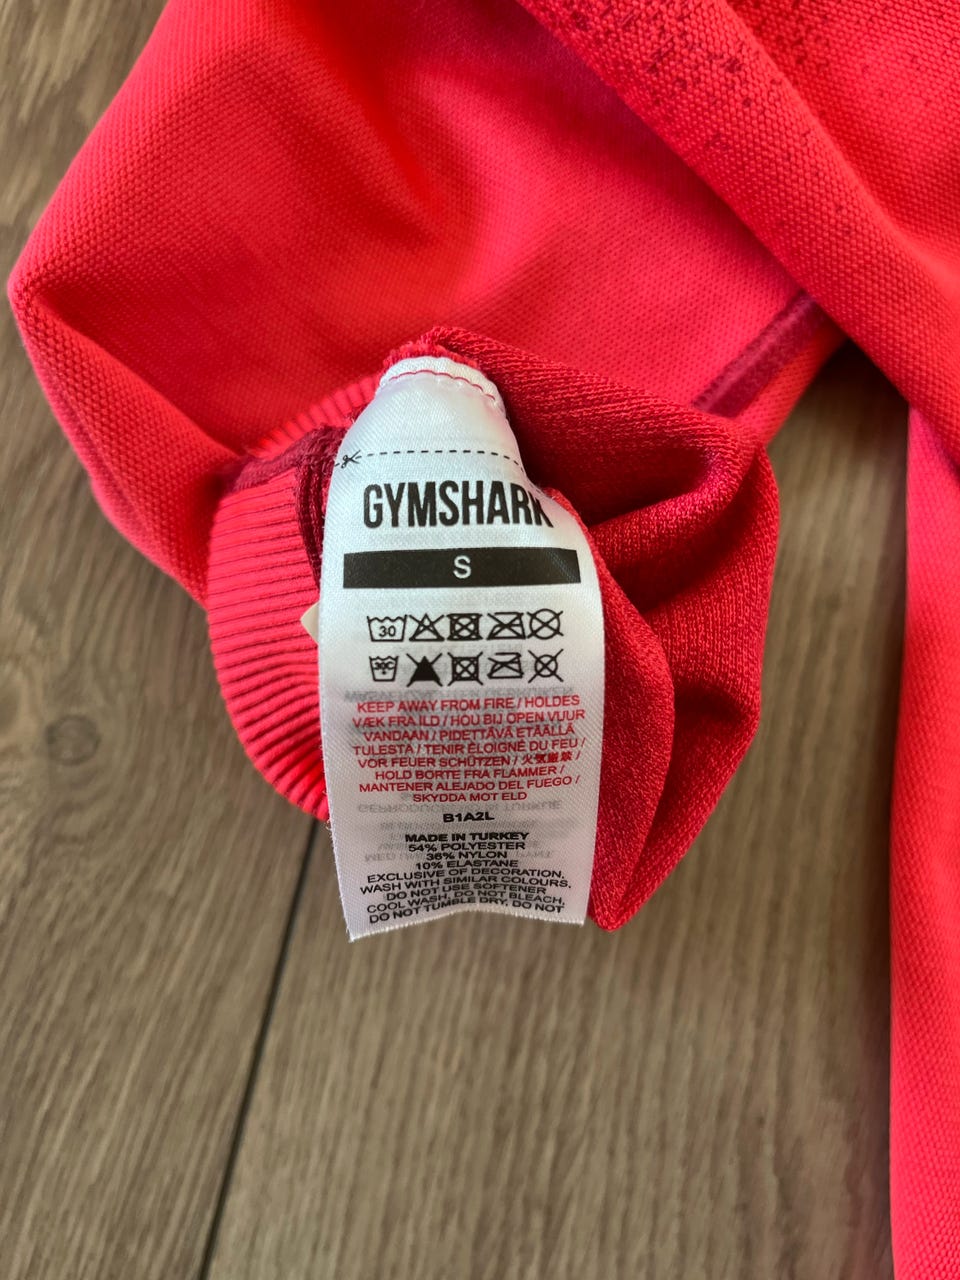 GYMSHARK
S
30
30
KEEP AWAY FROM FIRE / HOLDES
VÆK FRA ILD / HOU BIJ OPEN VUUR
VANDAAN / PIDETTÄVÄ ETÄÄLLÄ
TULESTA / TENIR ÉLOIGNÉ DU FEU /
VOR FEUER SCHÜTZEN / 火気厳禁 /
HOLD BORTE FRA FLAMMER /
MANTENER ALEJADO DEL FUEGO /
SKYDDA MOT ELD
B1A2L
MADE IN TURKEY
54% POLYESTER
36% NYLON
10% ELASTANE
EXCLUSIVE OF DECORATION,
WASH WITH SIMILAR COLOURS,
DO NOT USE SOFTENER
COOL WASH, DO NOT BLEACH,
DO NOT TUMBLE DRY, DO NOT